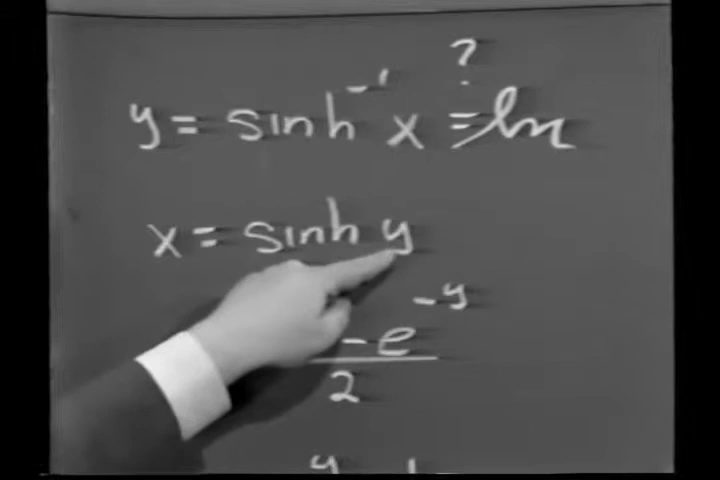 ?
y = sinh⁻¹ x = ln
x = sinh y
- e^-y
2
y